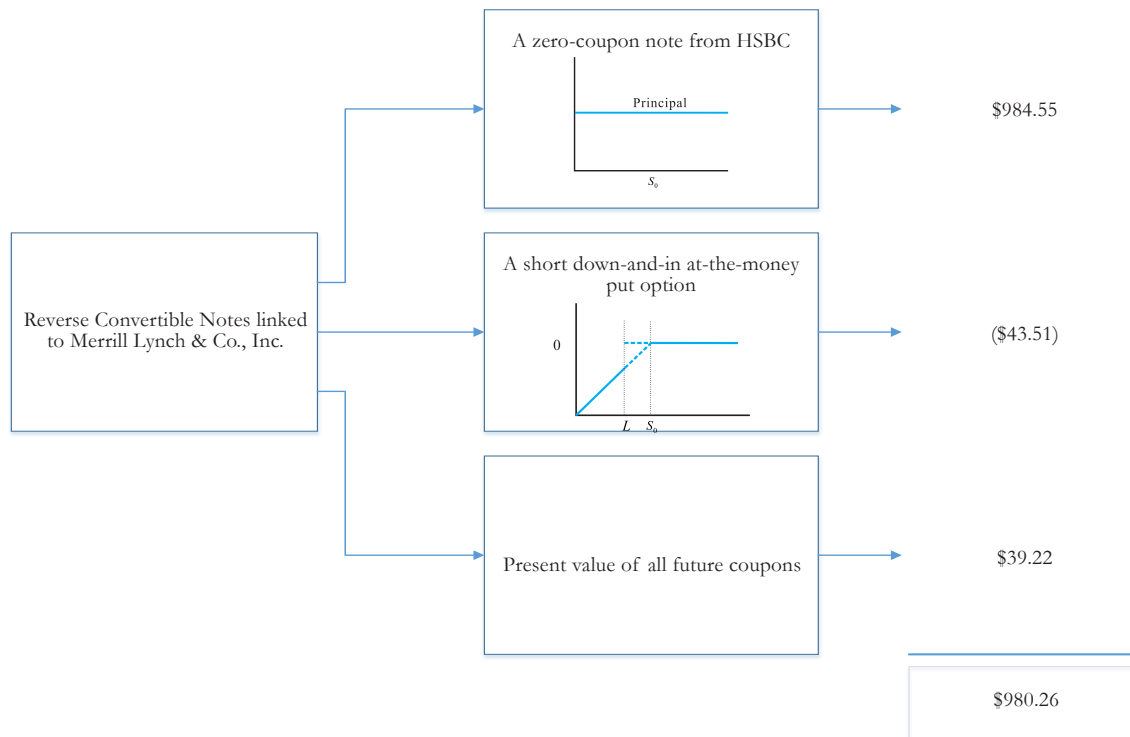 A zero-coupon note from HSBC
Principal
S₀
$984.55
Reverse Convertible Notes linked
to Merrill Lynch & Co., Inc.
A short down-and-in at-the-money
put option
0
L S₀
($43.51)
Present value of all future coupons
$39.22
$980.26